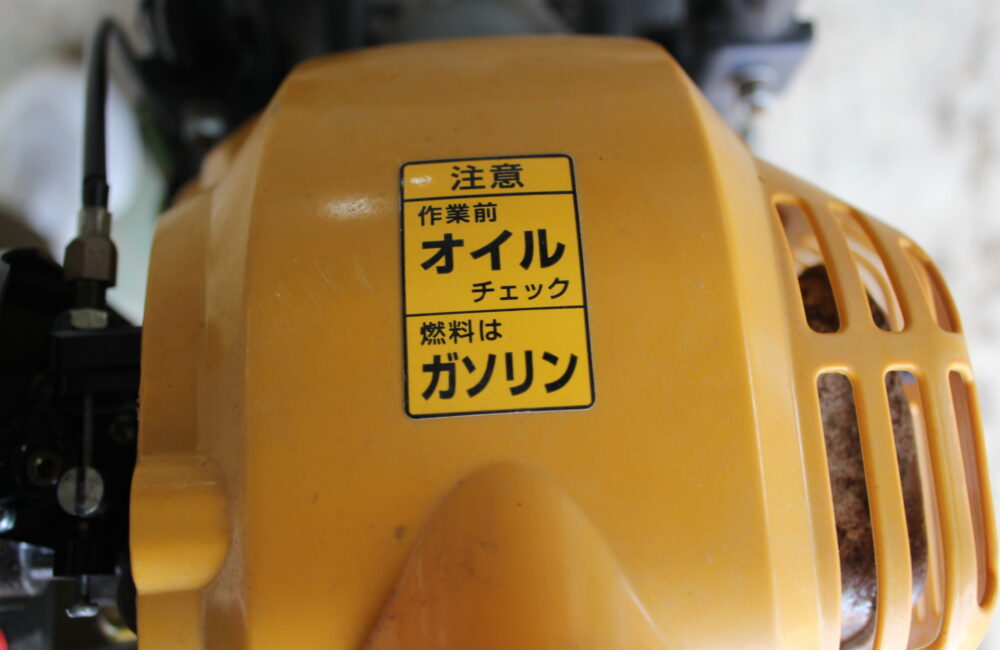 注意
作業前
オイル
チェック
燃料は
ガソリン